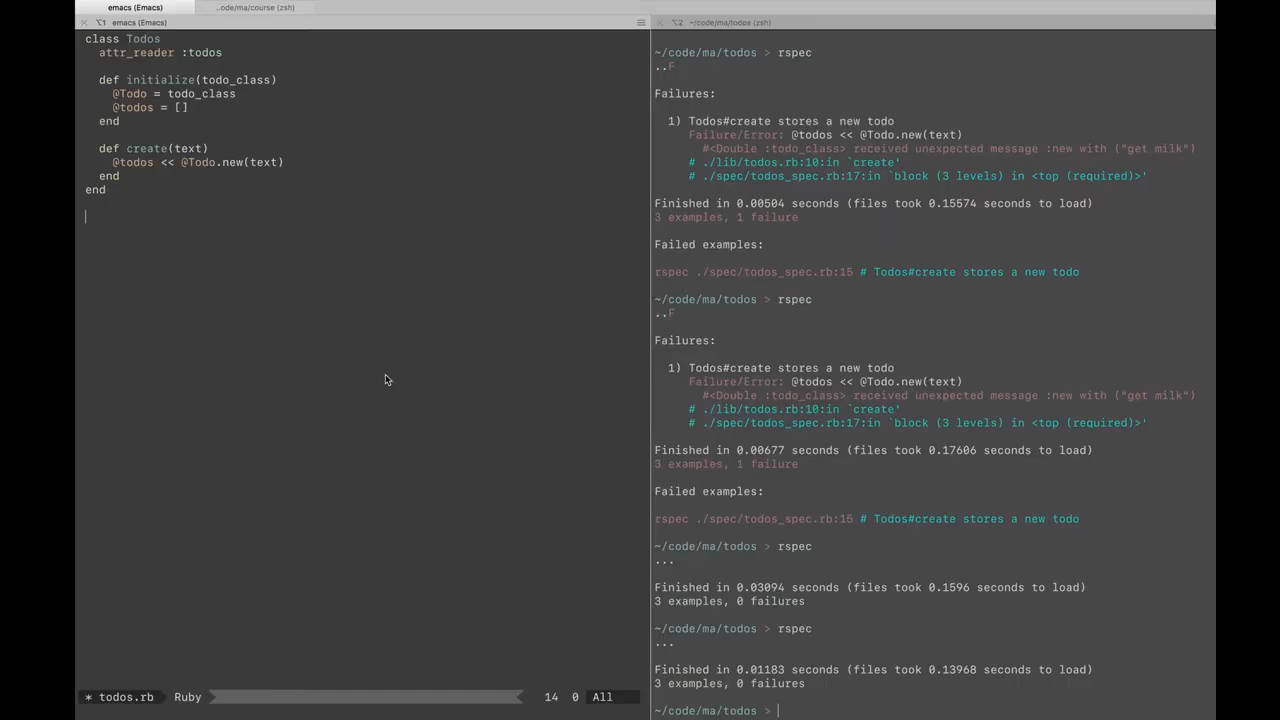 emacs (Emacs)
..ode/ma/course (zsh)
⌥1 emacs (Emacs)
class Todos
  attr_reader :todos
  def initialize(todo_class)
    @Todo = todo_class
    @todos = []
  end
  def create(text)
    @todos << @Todo.new(text)
  end
end
* todos.rb Ruby 14 0 All
⌥2 ~/code/ma/todos (zsh)
~/code/ma/todos > rspec
..F
Failures:
  1) Todos#create stores a new todo
     Failure/Error: @todos << @Todo.new(text)
       #<Double :todo_class> received unexpected message :new with ("get milk")
     # ./lib/todos.rb:10:in `create'
     # ./spec/todos_spec.rb:17:in `block (3 levels) in <top (required)>'
Finished in 0.00504 seconds (files took 0.15574 seconds to load)
3 examples, 1 failure
Failed examples:
rspec ./spec/todos_spec.rb:15 # Todos#create stores a new todo
~/code/ma/todos > rspec
..F
Failures:
  1) Todos#create stores a new todo
     Failure/Error: @todos << @Todo.new(text)
       #<Double :todo_class> received unexpected message :new with ("get milk")
     # ./lib/todos.rb:10:in `create'
     # ./spec/todos_spec.rb:17:in `block (3 levels) in <top (required)>'
Finished in 0.00677 seconds (files took 0.17606 seconds to load)
3 examples, 1 failure
Failed examples:
rspec ./spec/todos_spec.rb:15 # Todos#create stores a new todo
~/code/ma/todos > rspec
...
Finished in 0.03094 seconds (files took 0.1596 seconds to load)
3 examples, 0 failures
~/code/ma/todos > rspec
...
Finished in 0.01183 seconds (files took 0.13968 seconds to load)
3 examples, 0 failures
~/code/ma/todos >